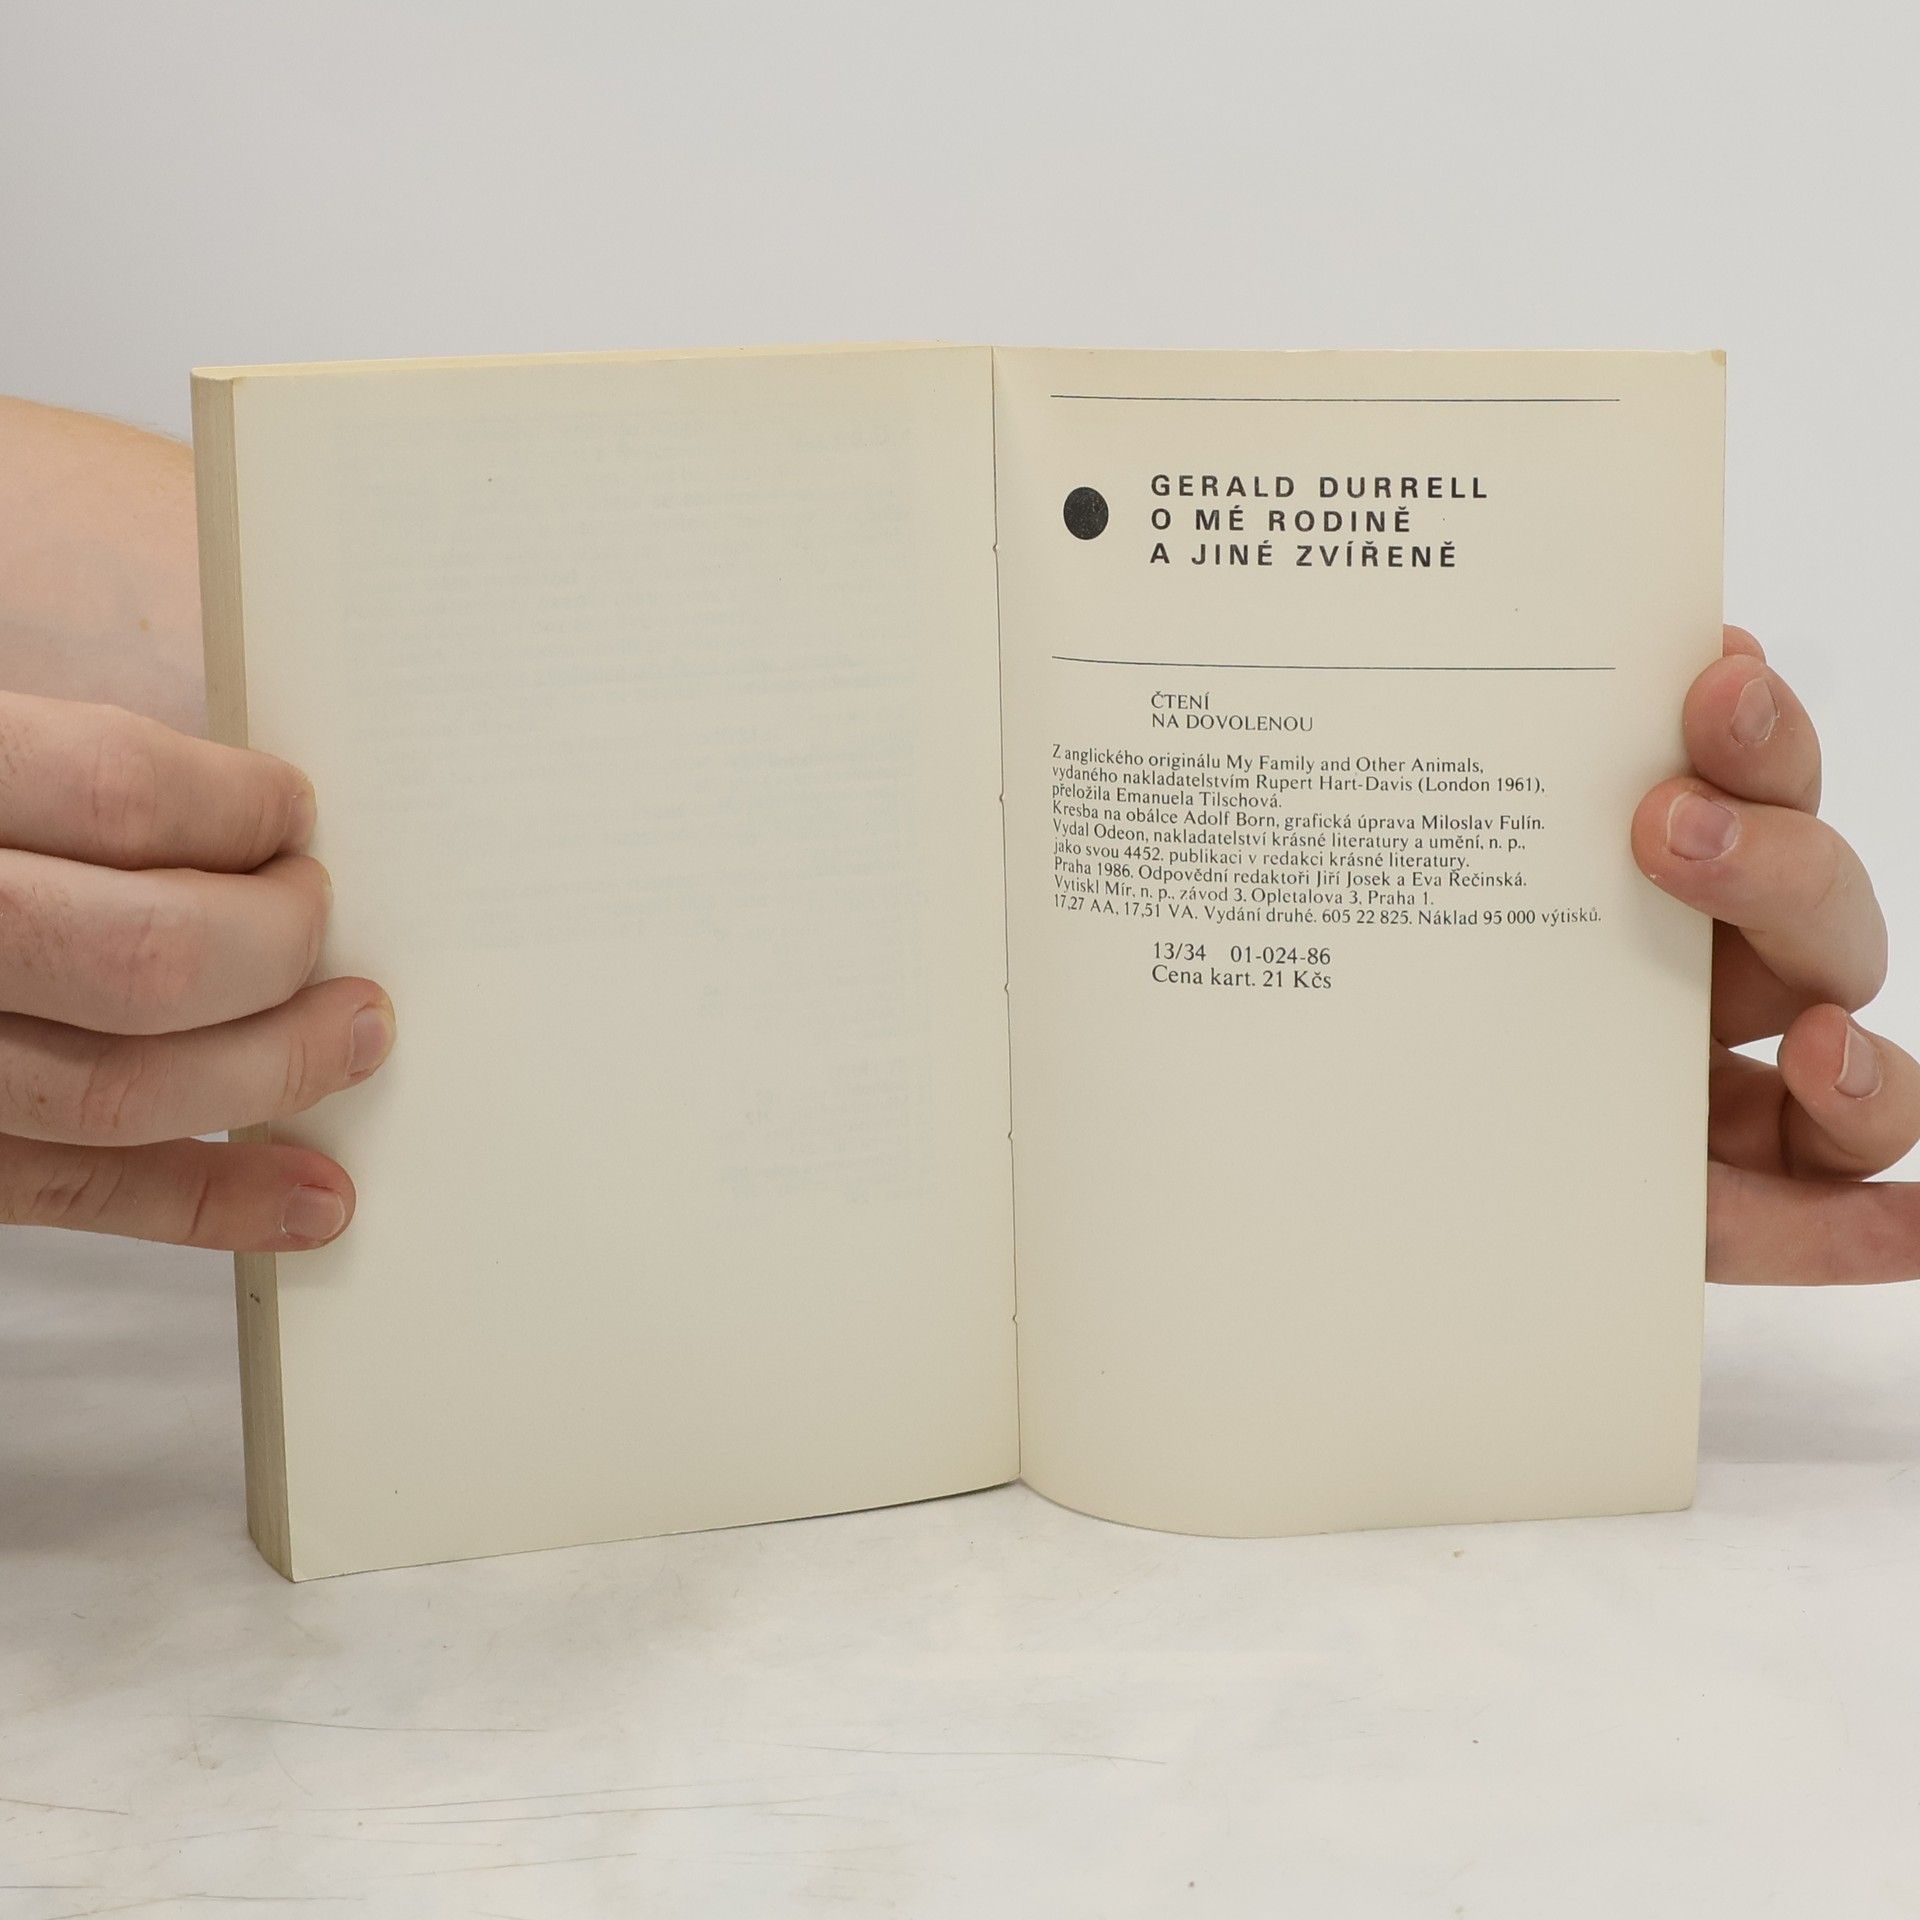 GERALD DURRELL
O MÉ RODINĚ
A JINÉ ZVÍŘENĚ
ČTENÍ
NA DOVOLENOU
Z anglického originálu My Family and Other Animals,
vydaného nakladatelstvím Rupert Hart-Davis (London 1961),
přeložila Emanuela Tilschová.
Kresba na obálce Adolf Born, grafická úprava Miloslav Fulín.
Vydal Odeon, nakladatelství krásné literatury a umění, n. p.,
jako svou 4452. publikaci v redakci krásné literatury.
Praha 1986. Odpovědní redaktoři Jiří Josek a Eva Řečinská.
Vytiskl Mír, n. p., závod 3, Opletalova 3, Praha 1.
17,27 AA, 17,51 VA. Vydání druhé. 605 22 825. Náklad 95 000 výtisků.
13/34 01-024-86
Cena kart. 21 Kčs